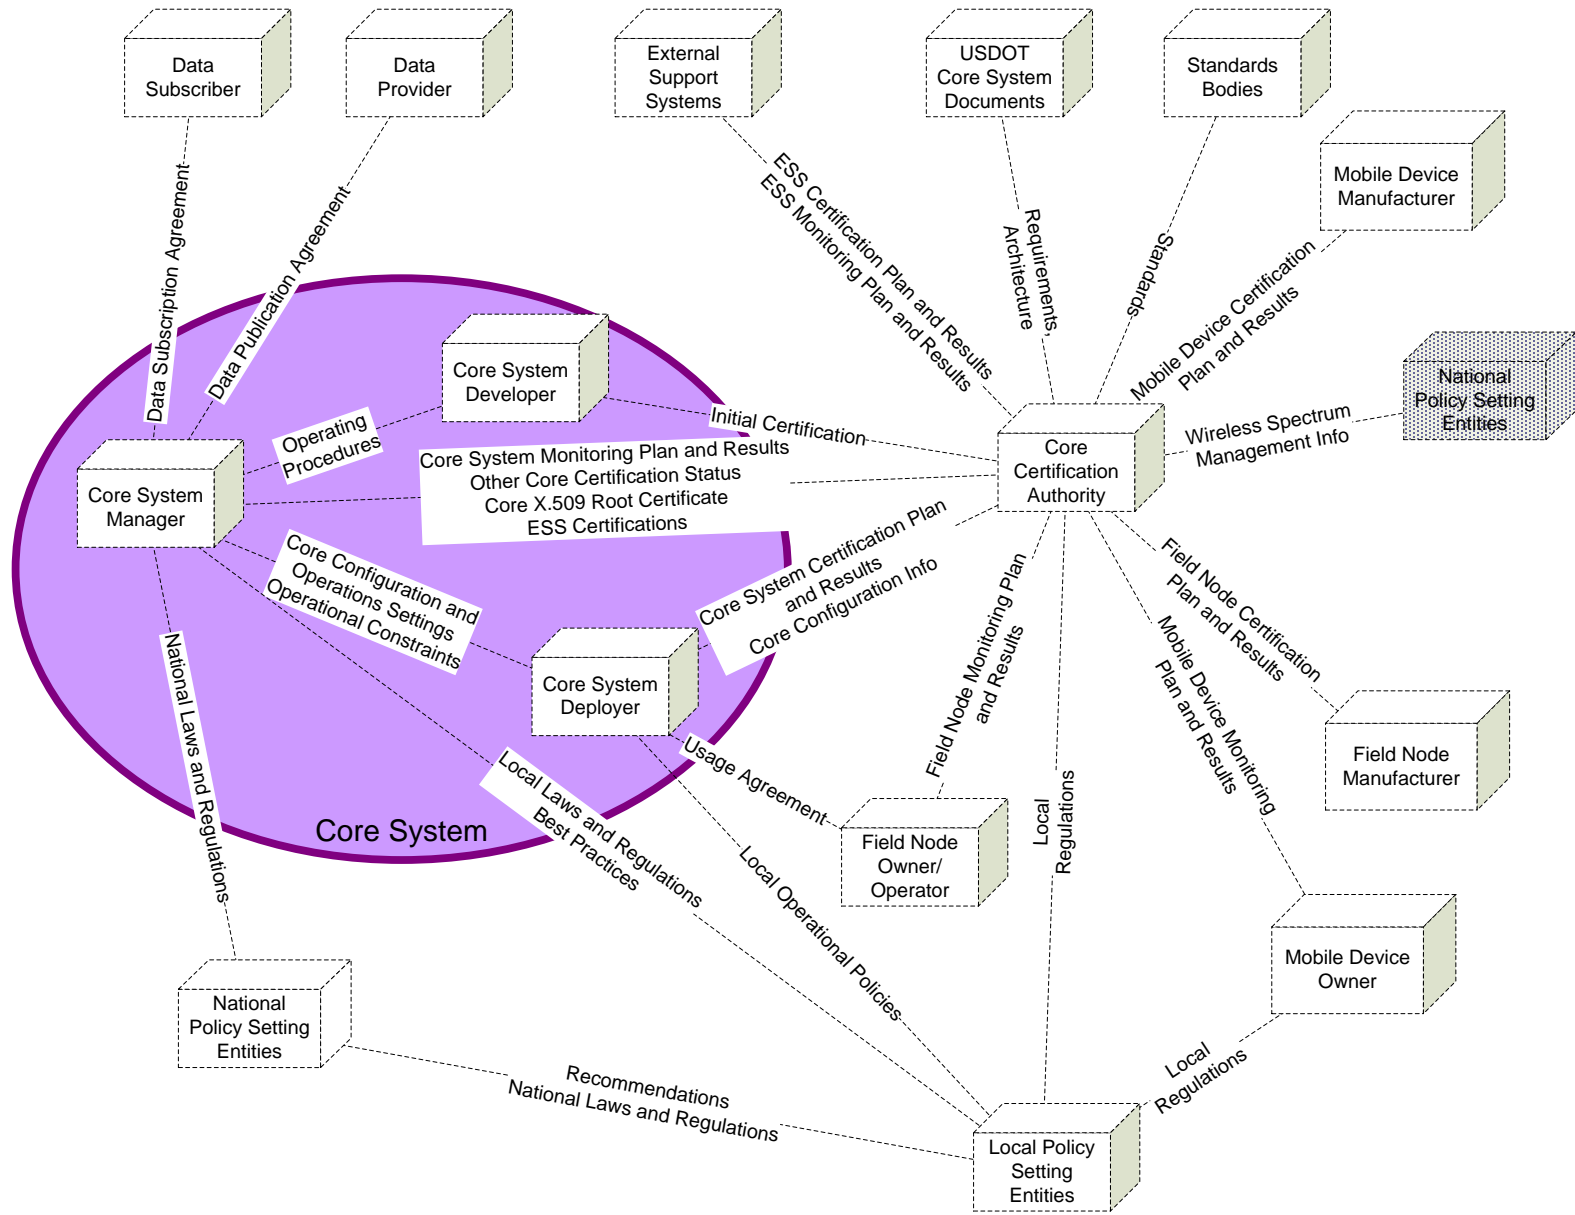 Data
Subscriber
Data
Provider
External
Support
Systems
USDOT
Core System
Documents
Standards
Bodies
Mobile Device
Manufacturer
Data Subscription Agreement
Data Publication Agreement
ESS Certification Plan and Results
ESS Monitoring Plan and Results
Requirements,
Architecture
Standards
Mobile Device Certification
Plan and Results
National
Policy Setting
Entities
Wireless Spectrum
Management Info
Core System
Developer
Initial Certification
Operating
Procedures
Core System Monitoring Plan and Results
Other Core Certification Status
Core X.509 Root Certificate
ESS Certifications
Core
Certification
Authority
Core System
Manager
Core Configuration and
Operations Settings
Operational Constraints
Core System Certification Plan
and Results
Core Configuration Info
Field Node Monitoring Plan
and Results
Field Node Certification
Plan and Results
Mobile Device Monitoring
Plan and Results
Core System
Deployer
National Laws and Regulations
Local Laws and Regulations
Best Practices
Usage Agreement
Local
Regulations
Field Node
Manufacturer
Core System
Field Node
Owner/
Operator
Local Operational Policies
Mobile Device
Owner
National
Policy Setting
Entities
Recommendations
National Laws and Regulations
Local
Regulations
Local Policy
Setting
Entities